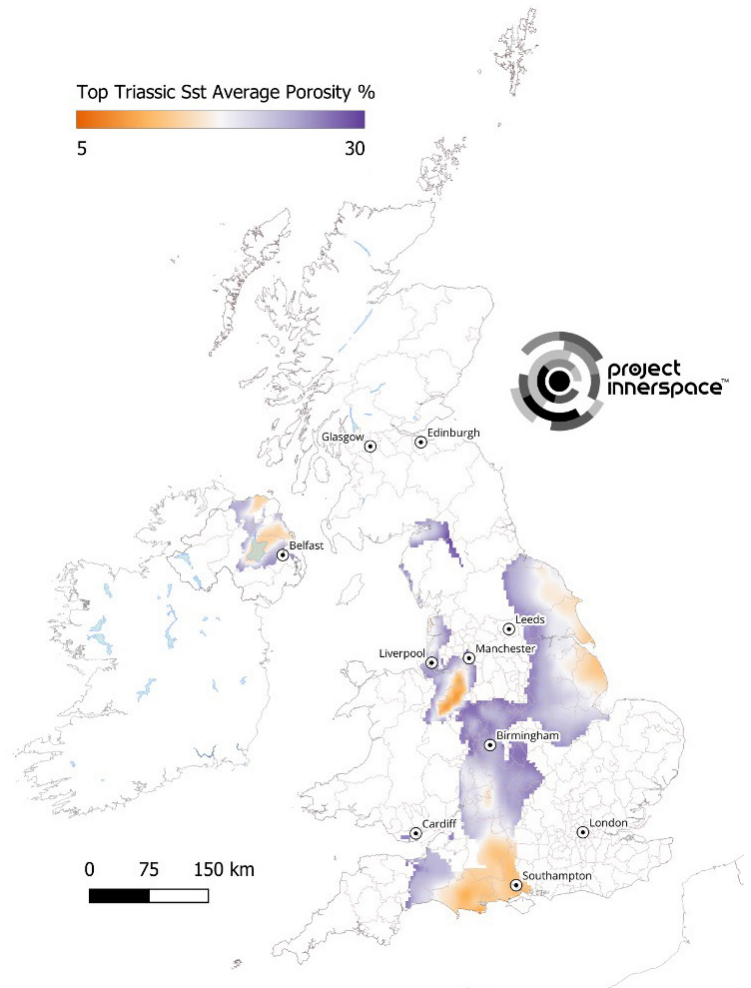 Top Triassic Sst Average Porosity %
5 30
project
innerspace™
Glasgow
Edinburgh
Belfast
Leeds
Liverpool
Manchester
Birmingham
Cardiff
London
0 75 150 km
Southampton